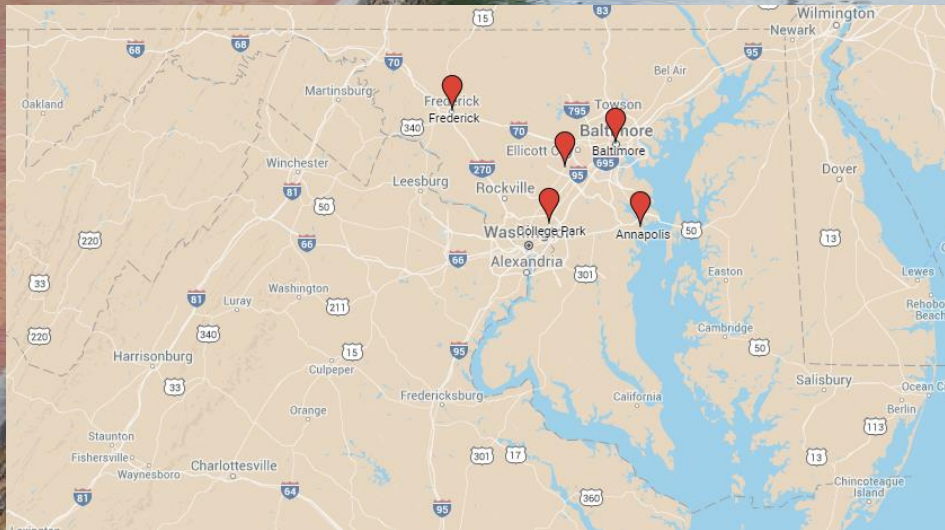 15
83
Wilmington
68
68
Newark
95
70
Bel Air
Martinsburg
Oakland
Frederick
Frederick
795
Towson
340
70
Baltimore
Baltimore
Ellicott
695
Winchester
270
95
Leesburg
Rockville
Dover
81
50
College Park
Annapolis
50
220
66
66
Alexandria
13
33
301
Easton
Lewes
Washington
81
Luray
211
Rehoboth
Beach
220
340
Cambridge
Harrisonburg
15
95
50
Culpeper
33
Salisbury
Fredericksburg
California
Ocean
Orange
Berlin
113
Staunton
Fishersville
301
17
13
Waynesboro
Charlottesville
Chincoteague
Island
81
64
360
95